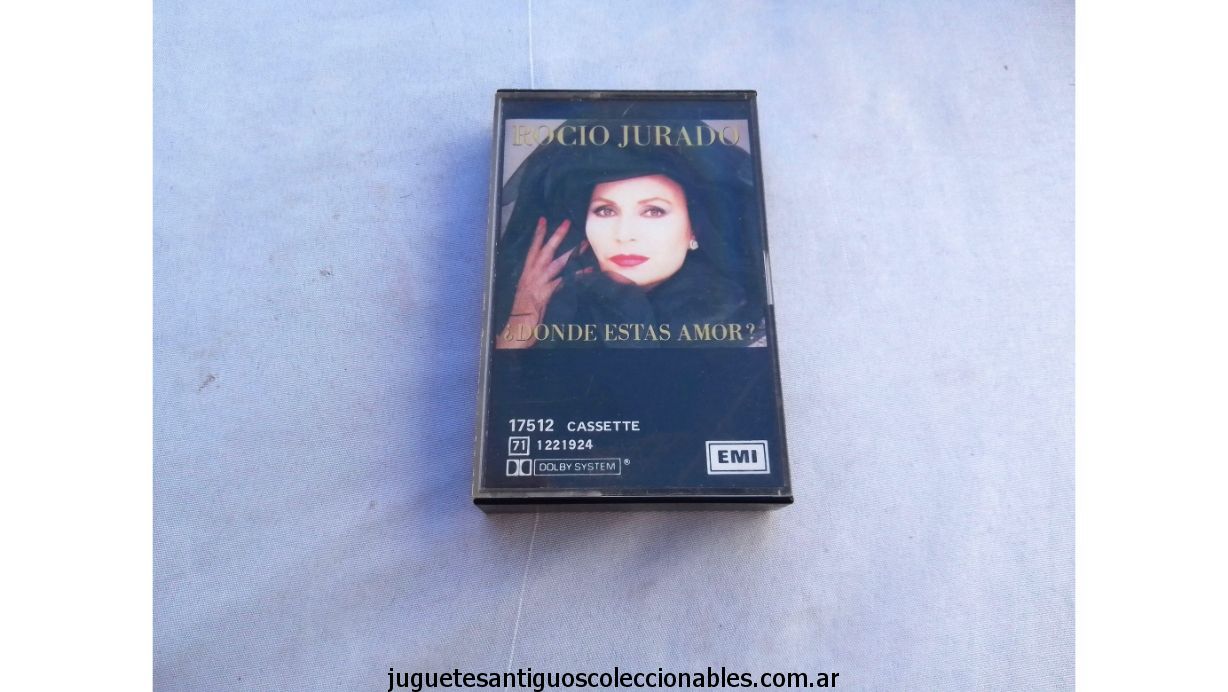 ROCIO JURADO
¿DONDE ESTAS AMOR?
17512 CASSETTE
71 1221924
DOLBY SYSTEM ®
EMI
juguetesantiguoscoleccionables.com.ar